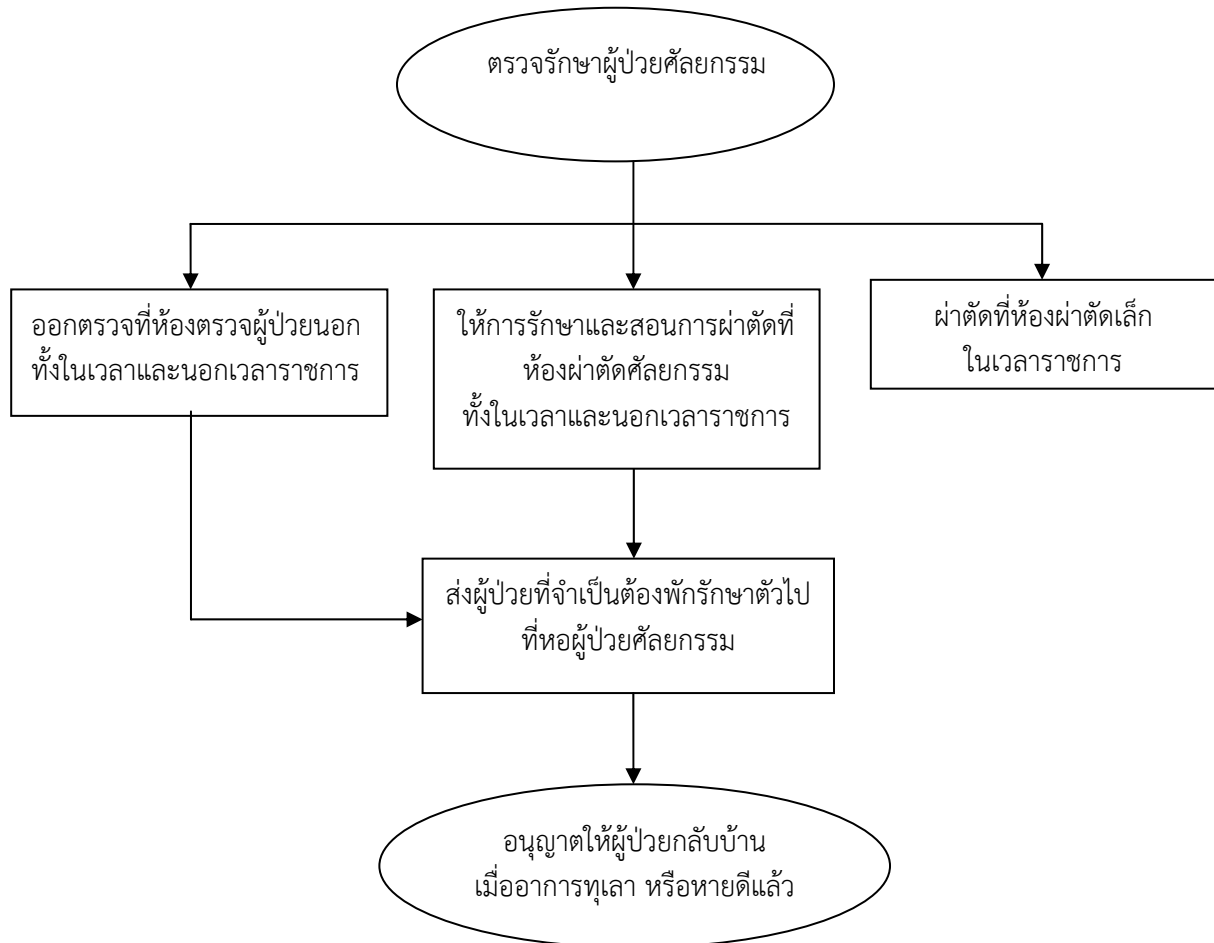 ตรวจรักษาผู้ป่วยศัลยกรรม
ออกตรวจที่ห้องตรวจผู้ป่วยนอก
ทั้งในเวลาและนอกเวลาราชการ
ให้การรักษาและสอนการผ่าตัดที่
ห้องผ่าตัดศัลยกรรม
ทั้งในเวลาและนอกเวลาราชการ
ผ่าตัดที่ห้องผ่าตัดเล็ก
ในเวลาราชการ
ส่งผู้ป่วยที่จำเป็นต้องพักรักษาตัวไป
ที่หอผู้ป่วยศัลยกรรม
อนุญาตให้ผู้ป่วยกลับบ้าน
เมื่ออาการทุเลา หรือหายดีแล้ว